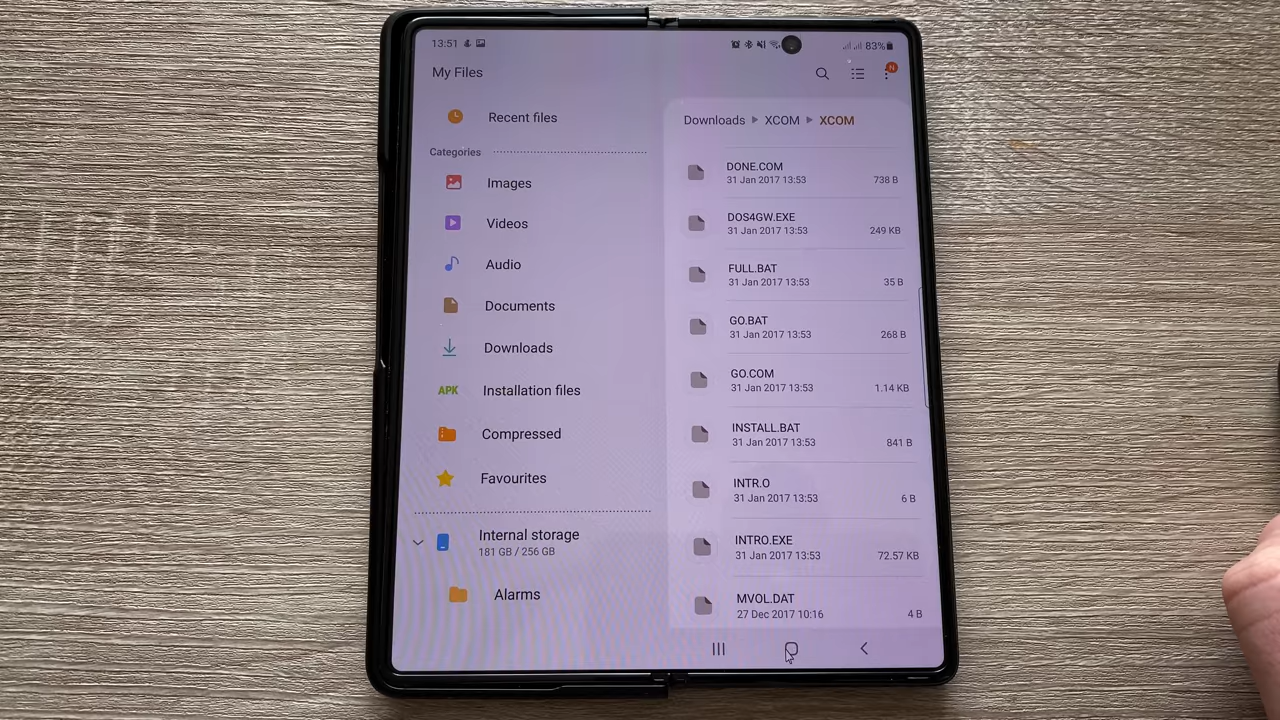 13:51
83%
My Files
N
Recent files
Categories
Images
Videos
Audio
Documents
Downloads
APK Installation files
Compressed
Favourites
Internal storage
181 GB / 256 GB
Alarms
Downloads XCOM XCOM
DONE.COM
31 Jan 2017 13:53 738 B
DOS4GW.EXE
31 Jan 2017 13:53 249 KB
FULL.BAT
31 Jan 2017 13:53 35 B
GO.BAT
31 Jan 2017 13:53 268 B
GO.COM
31 Jan 2017 13:53 1.14 KB
INSTALL.BAT
31 Jan 2017 13:53 841 B
INTR.O
31 Jan 2017 13:53 6 B
INTRO.EXE
31 Jan 2017 13:53 72.57 KB
MVOL.DAT
27 Dec 2017 10:16 4 B